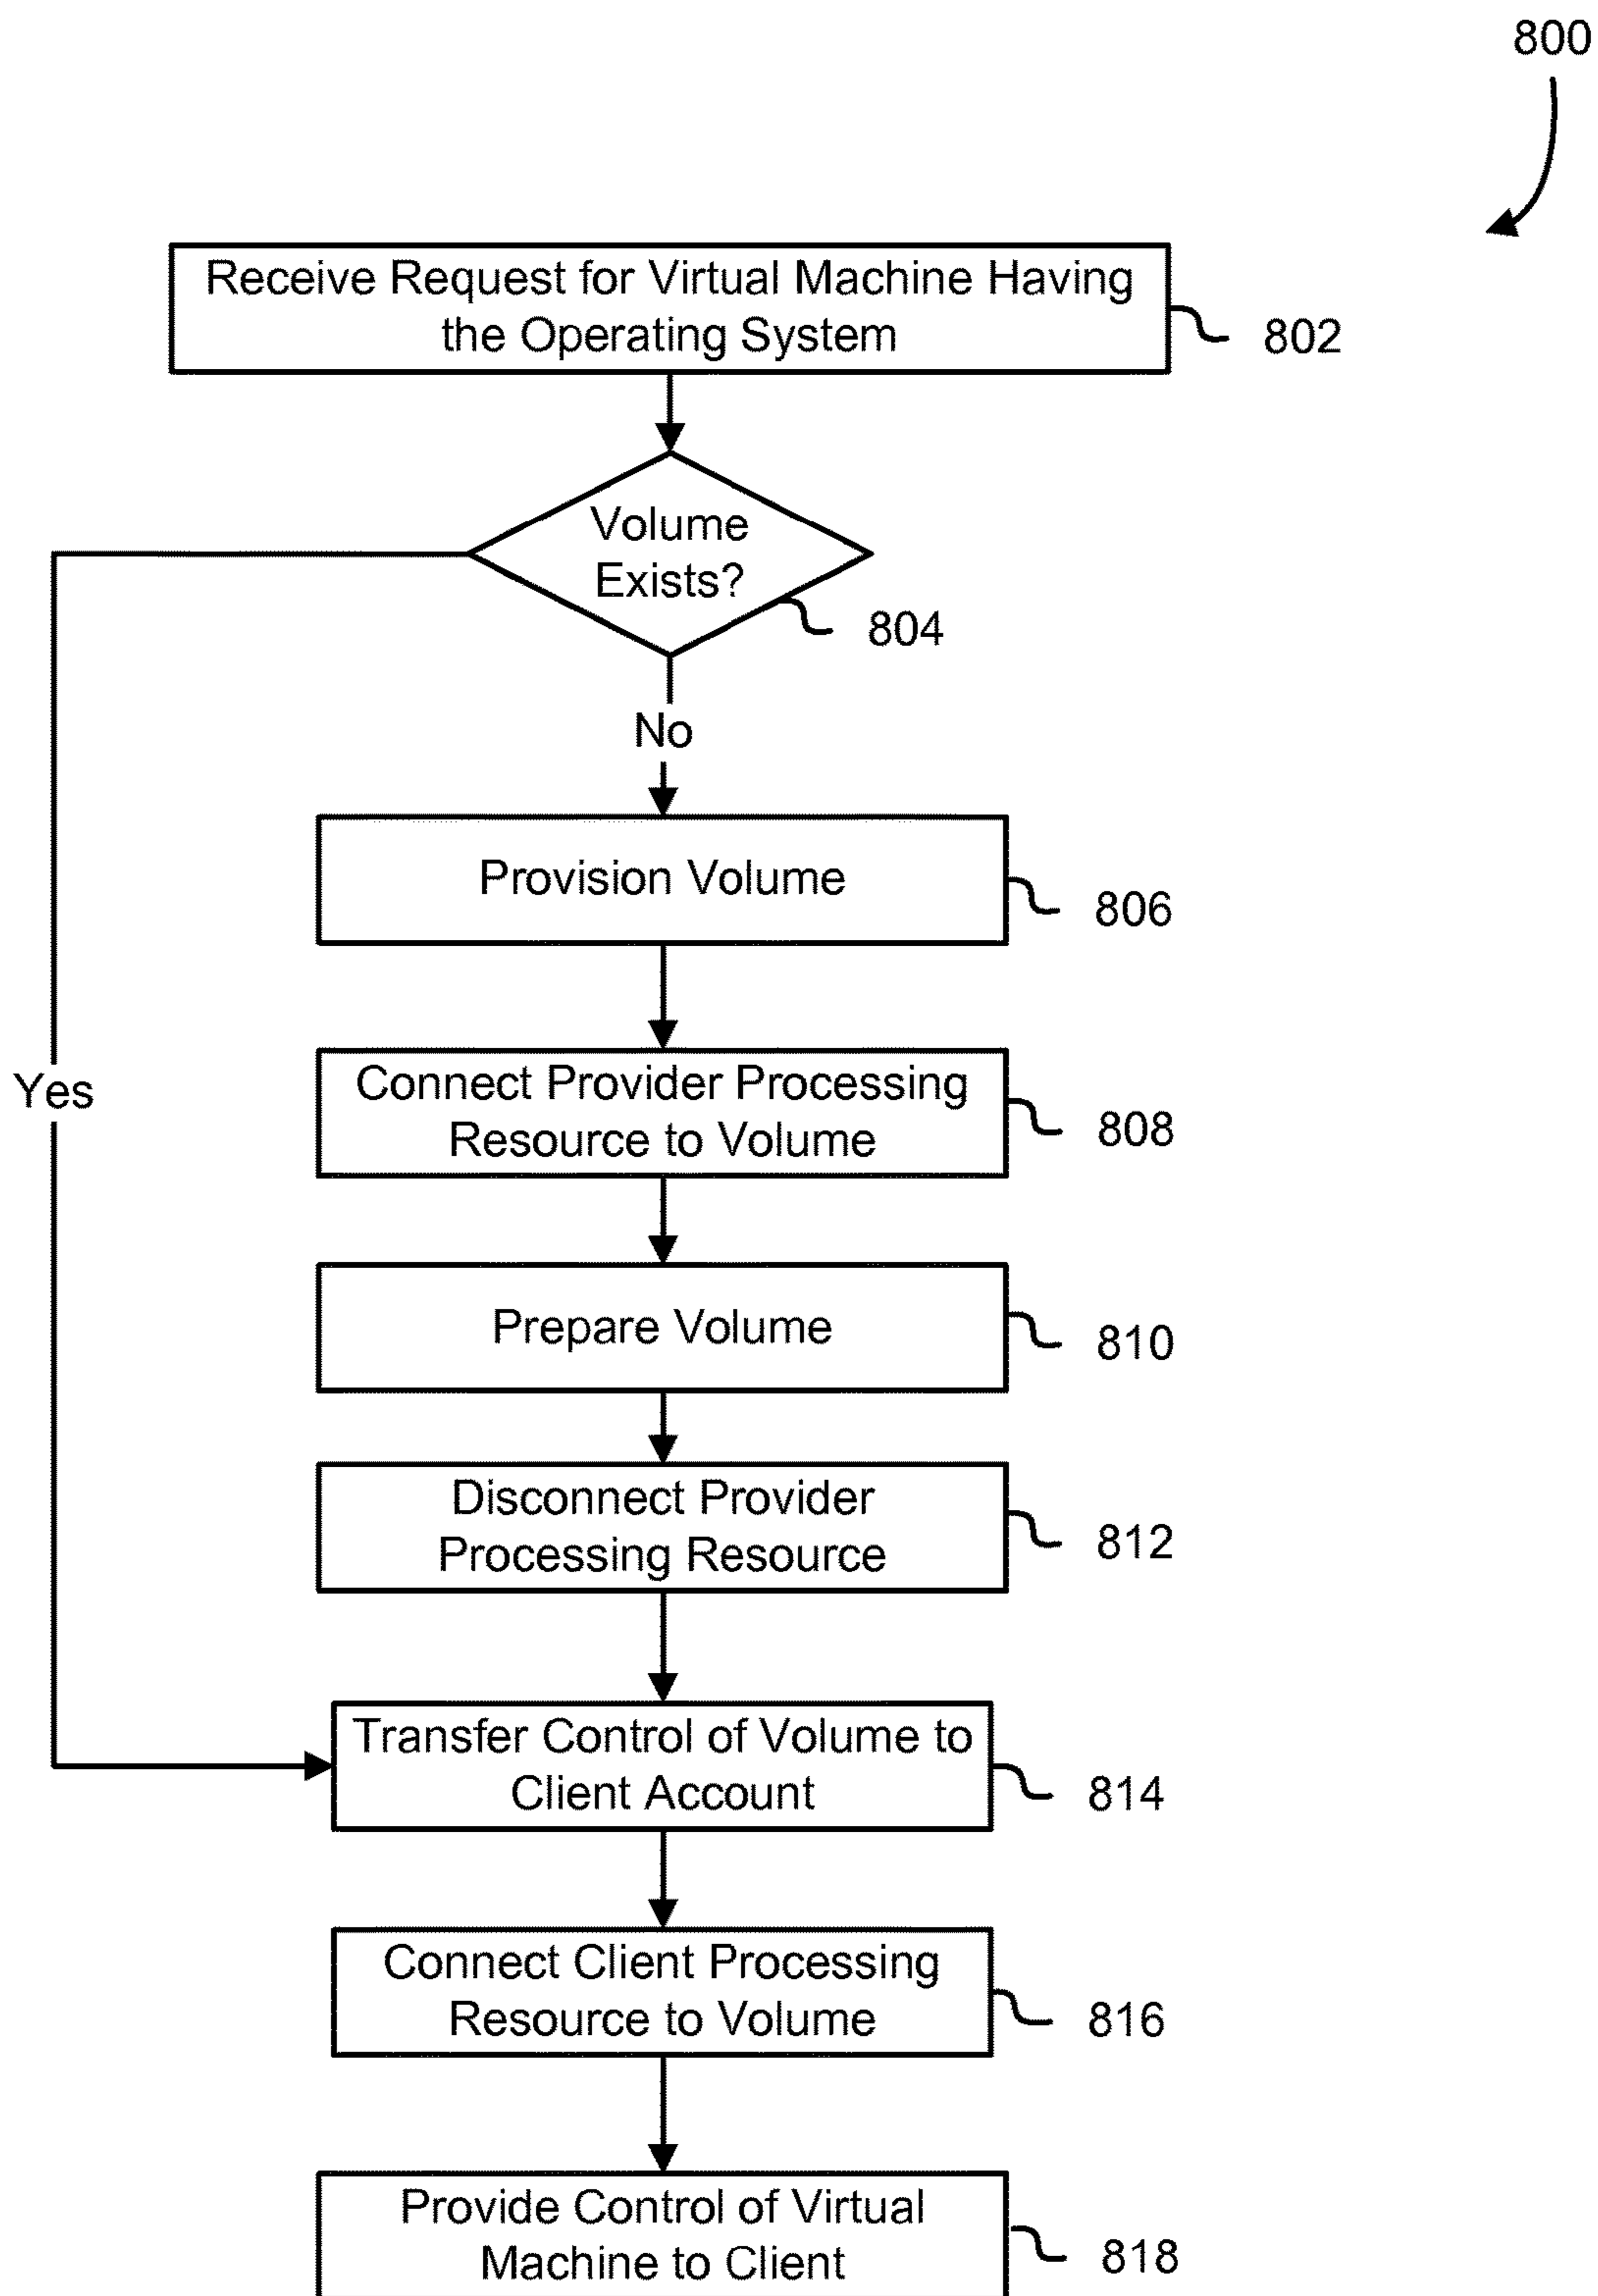 800
Receive Request for Virtual Machine Having
the Operating System
802
Volume
Exists?
804
No
Provision Volume
806
Connect Provider Processing
Resource to Volume
808
Yes
Prepare Volume
810
Disconnect Provider
Processing Resource
812
Transfer Control of Volume to
Client Account
814
Connect Client Processing
Resource to Volume
816
Provide Control of Virtual
Machine to Client
818